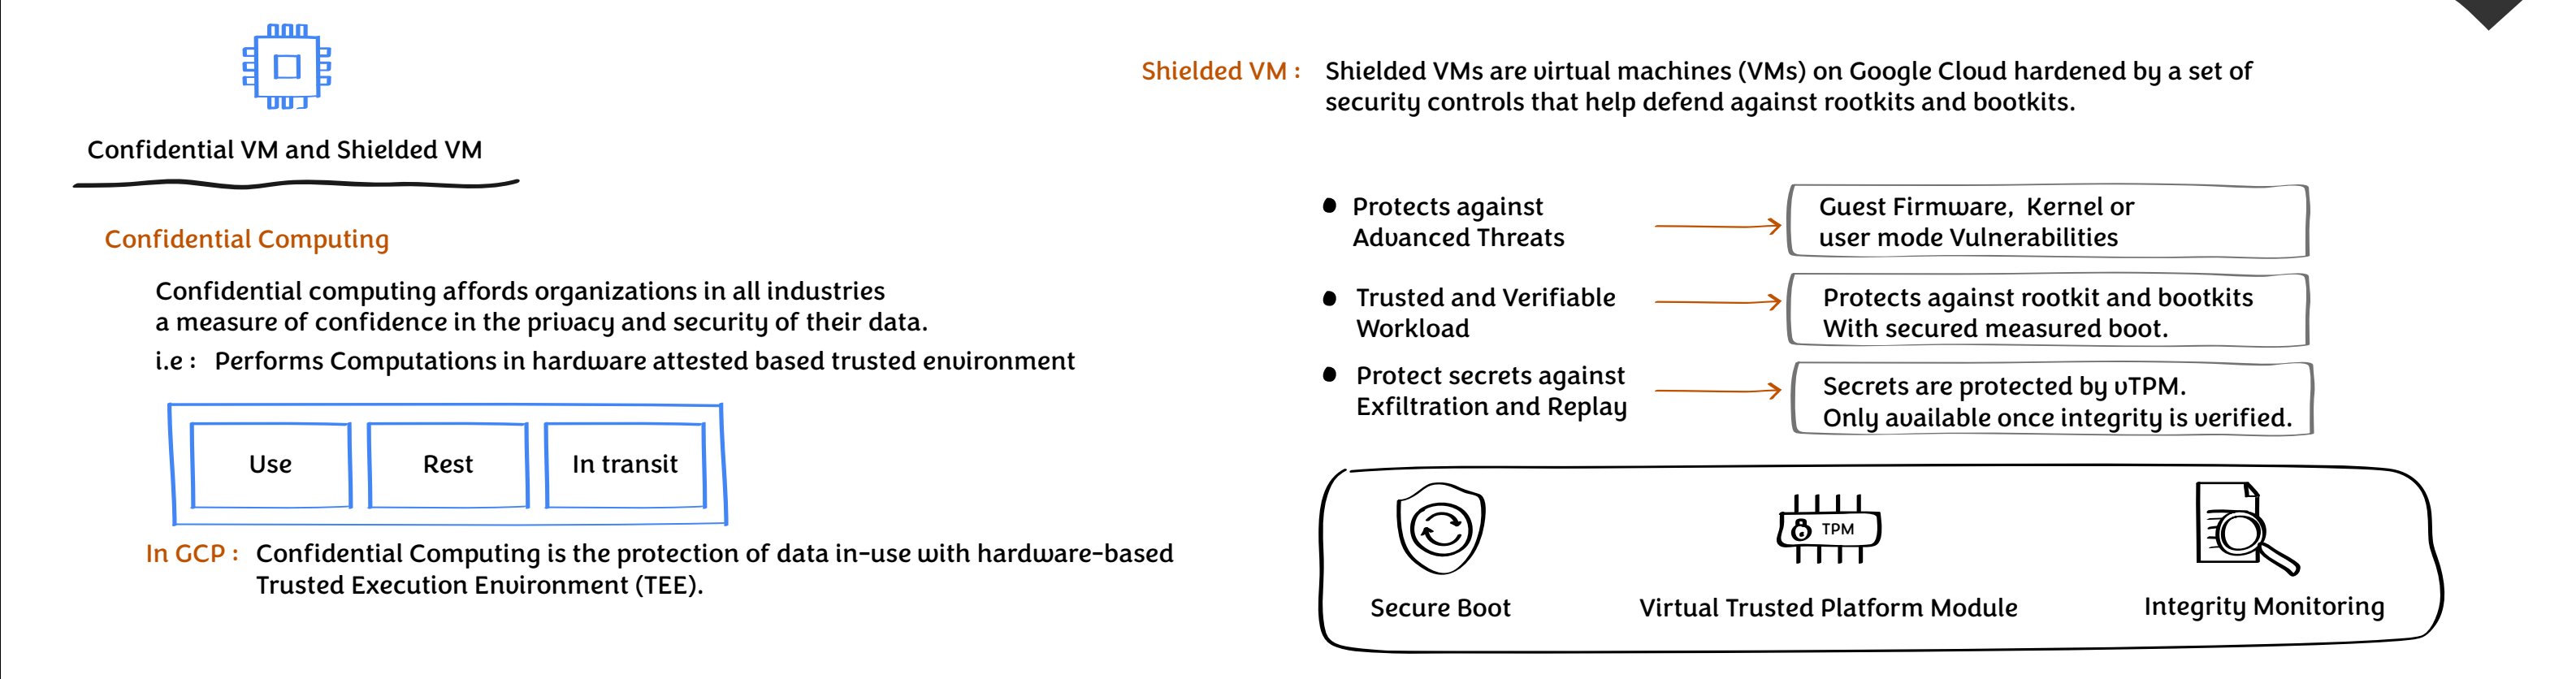 Confidential VM and Shielded VM
Confidential Computing
Confidential computing affords organizations in all industries
a measure of confidence in the privacy and security of their data.
i.e : Performs Computations in hardware attested based trusted environment
Use
Rest
In transit
In GCP : Confidential Computing is the protection of data in-use with hardware-based
Trusted Execution Environment (TEE).
Shielded VM : Shielded VMs are virtual machines (VMs) on Google Cloud hardened by a set of
security controls that help defend against rootkits and bootkits.
Protects against
Advanced Threats
Guest Firmware, Kernel or
user mode Vulnerabilities
Trusted and Verifiable
Workload
Protects against rootkit and bootkits
With secured measured boot.
Protect secrets against
Exfiltration and Replay
Secrets are protected by vTPM.
Only available once integrity is verified.
TPM
Secure Boot
Virtual Trusted Platform Module
Integrity Monitoring